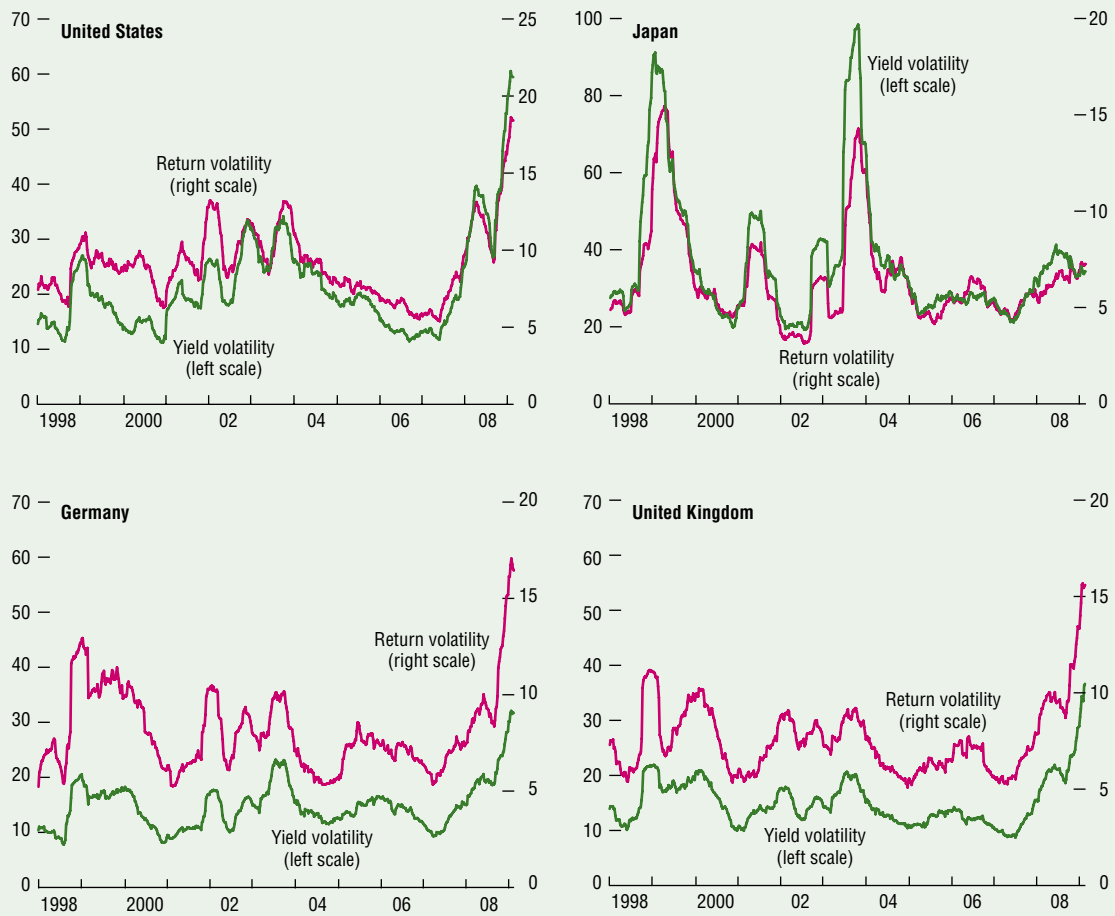 United States
70
60
50
40
30
20
10
0
25
20
15
10
5
0
Return volatility
(right scale)
Yield volatility
(left scale)
1998 2000 02 04 06 08
Japan
100
80
60
40
20
0
20
15
10
5
0
Yield volatility
(left scale)
Return volatility
(right scale)
1998 2000 02 04 06 08
Germany
70
60
50
40
30
20
10
0
20
15
10
5
0
Return volatility
(right scale)
Yield volatility
(left scale)
1998 2000 02 04 06 08
United Kingdom
70
60
50
40
30
20
10
0
20
15
10
5
0
Return volatility
(right scale)
Yield volatility
(left scale)
1998 2000 02 04 06 08